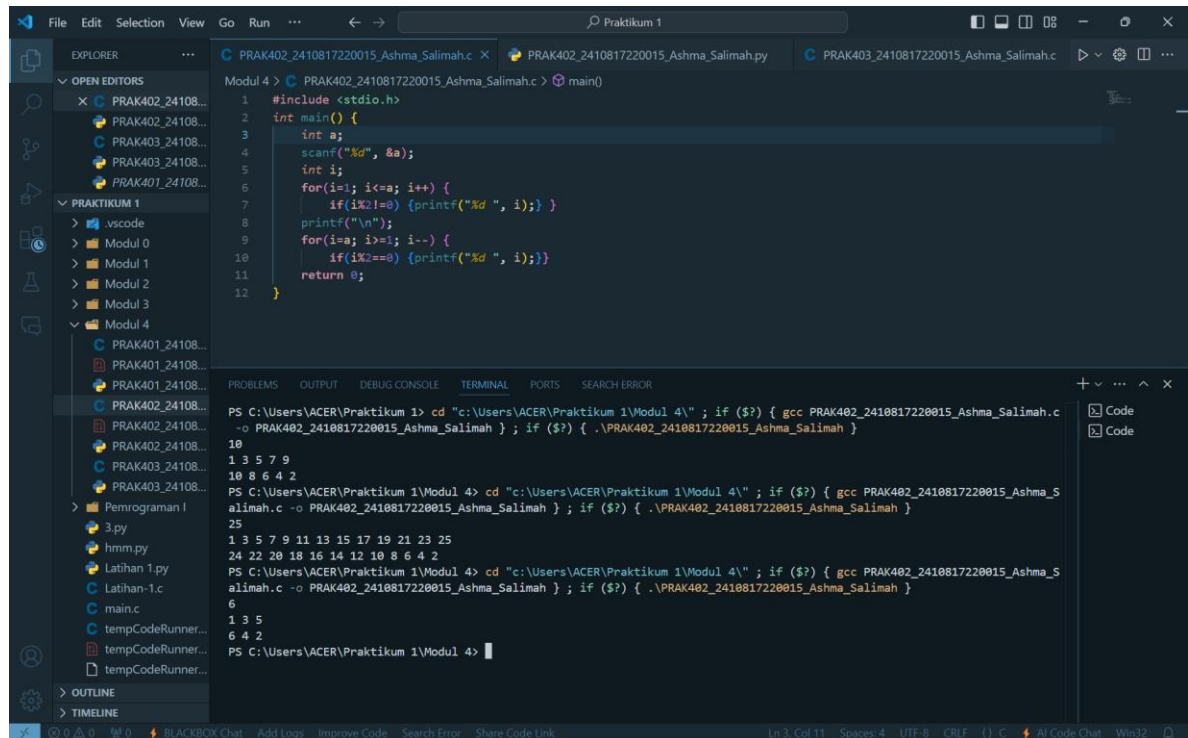 File Edit Selection View Go Run ... Praktikum 1
EXPLORER ...
OPEN EDITORS
PRAK402_24108...
PRAK402_24108...
PRAK403_24108...
PRAK403_24108...
PRAK401_24108...
PRAKTIKUM 1
.vscode
Modul 0
Modul 1
Modul 2
Modul 3
Modul 4
PRAK401_24108...
PRAK401_24108...
PRAK401_24108...
PRAK402_24108...
PRAK402_24108...
PRAK402_24108...
PRAK403_24108...
PRAK403_24108...
Pemrograman I
3.py
hmm.py
Latihan 1.py
Latihan-1.c
main.c
tempCodeRunner...
tempCodeRunner...
tempCodeRunner...
OUTLINE
TIMELINE
PRAK402_2410817220015_Ashma_Salimah.c PRAK402_2410817220015_Ashma_Salimah.py PRAK403_2410817220015_Ashma_Salimah.c
Modul 4 > PRAK402_2410817220015_Ashma_Salimah.c > main()
1 #include <stdio.h>
2 int main() {
3 int a;
4 scanf("%d", &a);
5 int i;
6 for(i=1; i<=a; i++) {
7 if(i%2!=0) {printf("%d ", i);} }
8 printf("\n");
9 for(i=a; i>=1; i--) {
10 if(i%2==0) {printf("%d ", i);}}
11 return 0;
12 }
PROBLEMS OUTPUT DEBUG CONSOLE TERMINAL PORTS SEARCH ERROR
PS C:\Users\ACER\Praktikum 1> cd "c:\Users\ACER\Praktikum 1\Modul 4\" ; if ($?) { gcc PRAK402_2410817220015_Ashma_Salimah.c
-o PRAK402_2410817220015_Ashma_Salimah } ; if ($?) { .\PRAK402_2410817220015_Ashma_Salimah }
10
1 3 5 7 9
10 8 6 4 2
PS C:\Users\ACER\Praktikum 1\Modul 4> cd "c:\Users\ACER\Praktikum 1\Modul 4\" ; if ($?) { gcc PRAK402_2410817220015_Ashma_S
alimah.c -o PRAK402_2410817220015_Ashma_Salimah } ; if ($?) { .\PRAK402_2410817220015_Ashma_Salimah }
25
1 3 5 7 9 11 13 15 17 19 21 23 25
24 22 20 18 16 14 12 10 8 6 4 2
PS C:\Users\ACER\Praktikum 1\Modul 4> cd "c:\Users\ACER\Praktikum 1\Modul 4\" ; if ($?) { gcc PRAK402_2410817220015_Ashma_S
alimah.c -o PRAK402_2410817220015_Ashma_Salimah } ; if ($?) { .\PRAK402_2410817220015_Ashma_Salimah }
6
1 3 5
6 4 2
PS C:\Users\ACER\Praktikum 1\Modul 4>
Code
Code
0 0 0 BLACKBOX Chat Add Logs Improve Code Search Error Share Code Link Ln 3, Col 11 Spaces: 4 UTF-8 CRLF {} C AI Code Chat Win32